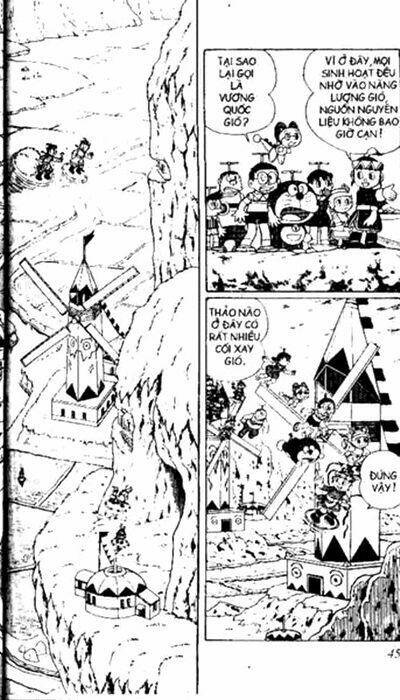 TẠI SAO
LẠI GỌI
LÀ
VƯƠNG
QUỐC
GIÓ?
VÌ Ở ĐÂY, MỌI
SINH HOẠT ĐỀU
NHỜ VÀO NĂNG
LƯỢNG GIÓ,
NGUỒN NGUYÊN
LIỆU KHÔNG BAO
GIỜ CẠN!
THẢO NÀO
Ở ĐÂY CÓ
RẤT NHIỀU
CỐI XAY
GIÓ.
ĐÚNG
VẬY!
45